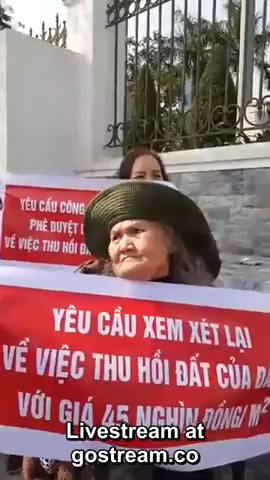 YÊU CẦU CÔNG
PHÊ DUYỆT
VỀ VIỆC THU HỒI
YÊU CẦU XEM XÉT LẠI
VỀ VIỆC THU HỒI ĐẤT CỦA
VỚI GIÁ 45 NGHÌN ĐỒNG/ M²
Livestream at
gostream.co